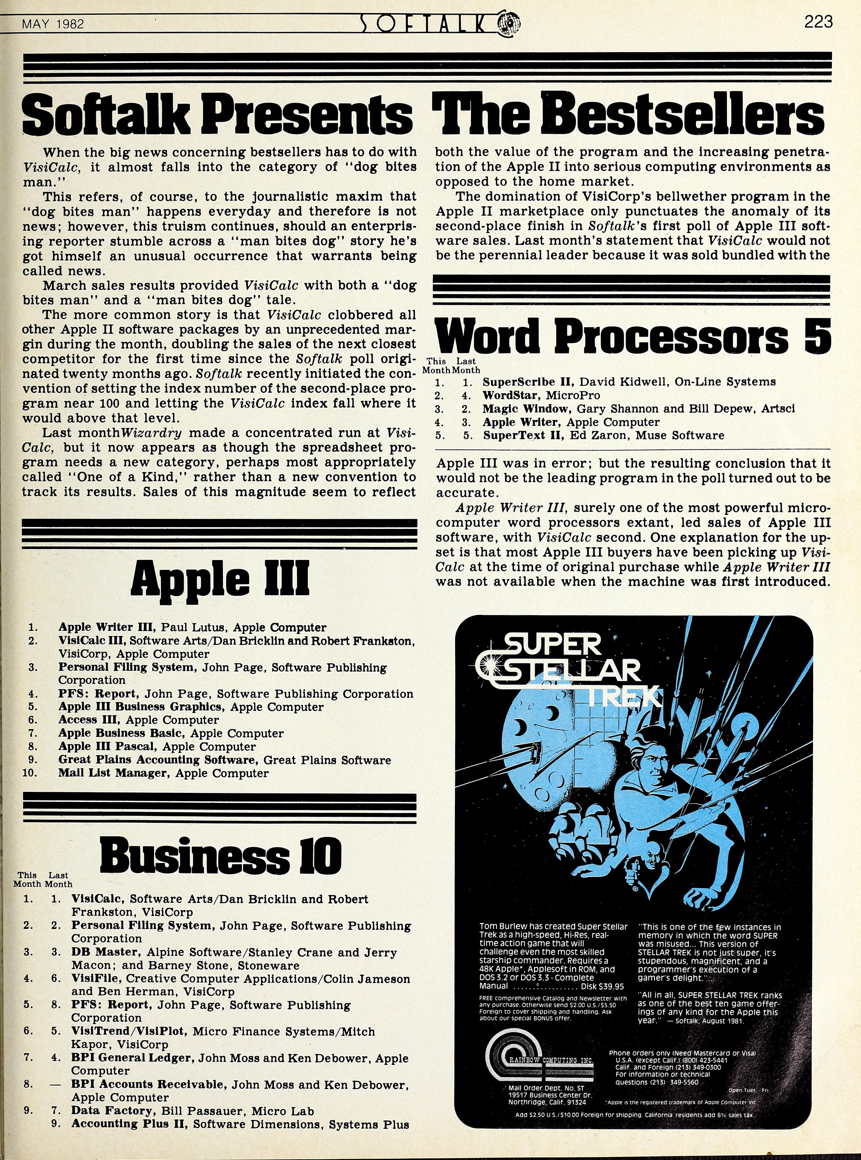 MAY 1982
SOFTALK
223
Softalk Presents The Bestsellers
When the big news concerning bestsellers has to do with
VisiCalc, it almost falls into the category of "dog bites
man."
This refers, of course, to the journalistic maxim that
"dog bites man" happens everyday and therefore is not
news; however, this truism continues, should an enterpris-
ing reporter stumble across a "man bites dog" story he's
got himself an unusual occurrence that warrants being
called news.
March sales results provided VisiCalc with both a "dog
bites man" and a "man bites dog" tale.
The more common story is that VisiCalc clobbered all
other Apple II software packages by an unprecedented mar-
gin during the month, doubling the sales of the next closest
competitor for the first time since the Softalk poll origi-
nated twenty months ago. Softalk recently initiated the con-
vention of setting the index number of the second-place pro-
gram near 100 and letting the VisiCalc index fall where it
would above that level.
Last month Wizardry made a concentrated run at Visi-
Calc, but it now appears as though the spreadsheet pro-
gram needs a new category, perhaps most appropriately
called "One of a Kind," rather than a new convention to
track its results. Sales of this magnitude seem to reflect
both the value of the program and the increasing penetra-
tion of the Apple II into serious computing environments as
opposed to the home market.
The domination of VisiCorp's bellwether program in the
Apple II marketplace only punctuates the anomaly of its
second-place finish in Softalk's first poll of Apple III soft-
ware sales. Last month's statement that VisiCalc would not
be the perennial leader because it was sold bundled with the
Word Processors 5
This Last
Month Month
1. 1. SuperScribe II, David Kidwell, On-Line Systems
2. 4. WordStar, MicroPro
3. 2. Magic Window, Gary Shannon and Bill Depew, Artsci
4. 3. Apple Writer, Apple Computer
5. 5. SuperText II, Ed Zaron, Muse Software
Apple III was in error; but the resulting conclusion that it
would not be the leading program in the poll turned out to be
accurate.
Apple Writer III, surely one of the most powerful micro-
computer word processors extant, led sales of Apple III
software, with VisiCalc second. One explanation for the up-
set is that most Apple III buyers have been picking up Visi-
Calc at the time of original purchase while Apple Writer III
was not available when the machine was first introduced.
Apple III
1. Apple Writer III, Paul Lutus, Apple Computer
2. VisiCalc III, Software Arts/Dan Bricklin and Robert Frankston,
VisiCorp, Apple Computer
3. Personal Filing System, John Page, Software Publishing
Corporation
4. PFS: Report, John Page, Software Publishing Corporation
5. Apple III Business Graphics, Apple Computer
6. Access III, Apple Computer
7. Apple Business Basic, Apple Computer
8. Apple III Pascal, Apple Computer
9. Great Plains Accounting Software, Great Plains Software
10. Mail List Manager, Apple Computer
Business 10
This Last
Month Month
1. 1. VisiCalc, Software Arts/Dan Bricklin and Robert
Frankston, VisiCorp
2. 2. Personal Filing System, John Page, Software Publishing
Corporation
3. 3. DB Master, Alpine Software/Stanley Crane and Jerry
Macon; and Barney Stone, Stoneware
4. 6. VisiFile, Creative Computer Applications/Colin Jameson
and Ben Herman, VisiCorp
5. 8. PFS: Report, John Page, Software Publishing
Corporation
6. 5. VisiTrend/VisiPlot, Micro Finance Systems/Mitch
Kapor, VisiCorp
7. 4. BPI General Ledger, John Moss and Ken Debower, Apple
Computer
8. — BPI Accounts Receivable, John Moss and Ken Debower,
Apple Computer
9. 7. Data Factory, Bill Passauer, Micro Lab
9. Accounting Plus II, Software Dimensions, Systems Plus
SUPER
STELLAR
TREK
Tom Burlew has created Super Stellar
Trek as a high-speed, Hi-Res, real-
time action game that will
challenge even the most skilled
starship commander. Requires a
48K Apple*, Applesoft in ROM, and
DOS 3.2 or DOS 3.3 - Complete
Manual ............ Disk $39.95
FREE comprehensive Catalog and Newsletter with
any purchase. Otherwise send $2.00 U.S./$5.50
Foreign to cover shipping and handling. Ask
about our special BONUS offer.
"This is one of the few instances in
memory in which the word SUPER
was misused... This version of
STELLAR TREK is not just super, it's
stupendous, magnificent, and a
programmer's execution of a
gamer's delight."
"All in all, SUPER STELLAR TREK ranks
as one of the best ten game offer-
ings of any kind for the Apple this
year." — Softalk, August 1981.
RAINBOW COMPUTING INC.
Mail Order Dept. No. ST
19517 Business Center Dr.
Northridge, Calif. 91324
Phone orders only (Need Mastercard or Visa)
U.S.A. (except Calif.) (800) 423-5441
Calif. and Foreign (213) 349-0300
For information or technical
questions (213) 349-5560
Open Tues. - Fri.
*Apple is the registered trademark of Apple Computer Inc.
Add $2.50 U.S./$10.00 Foreign for shipping. California residents add 6% sales tax.